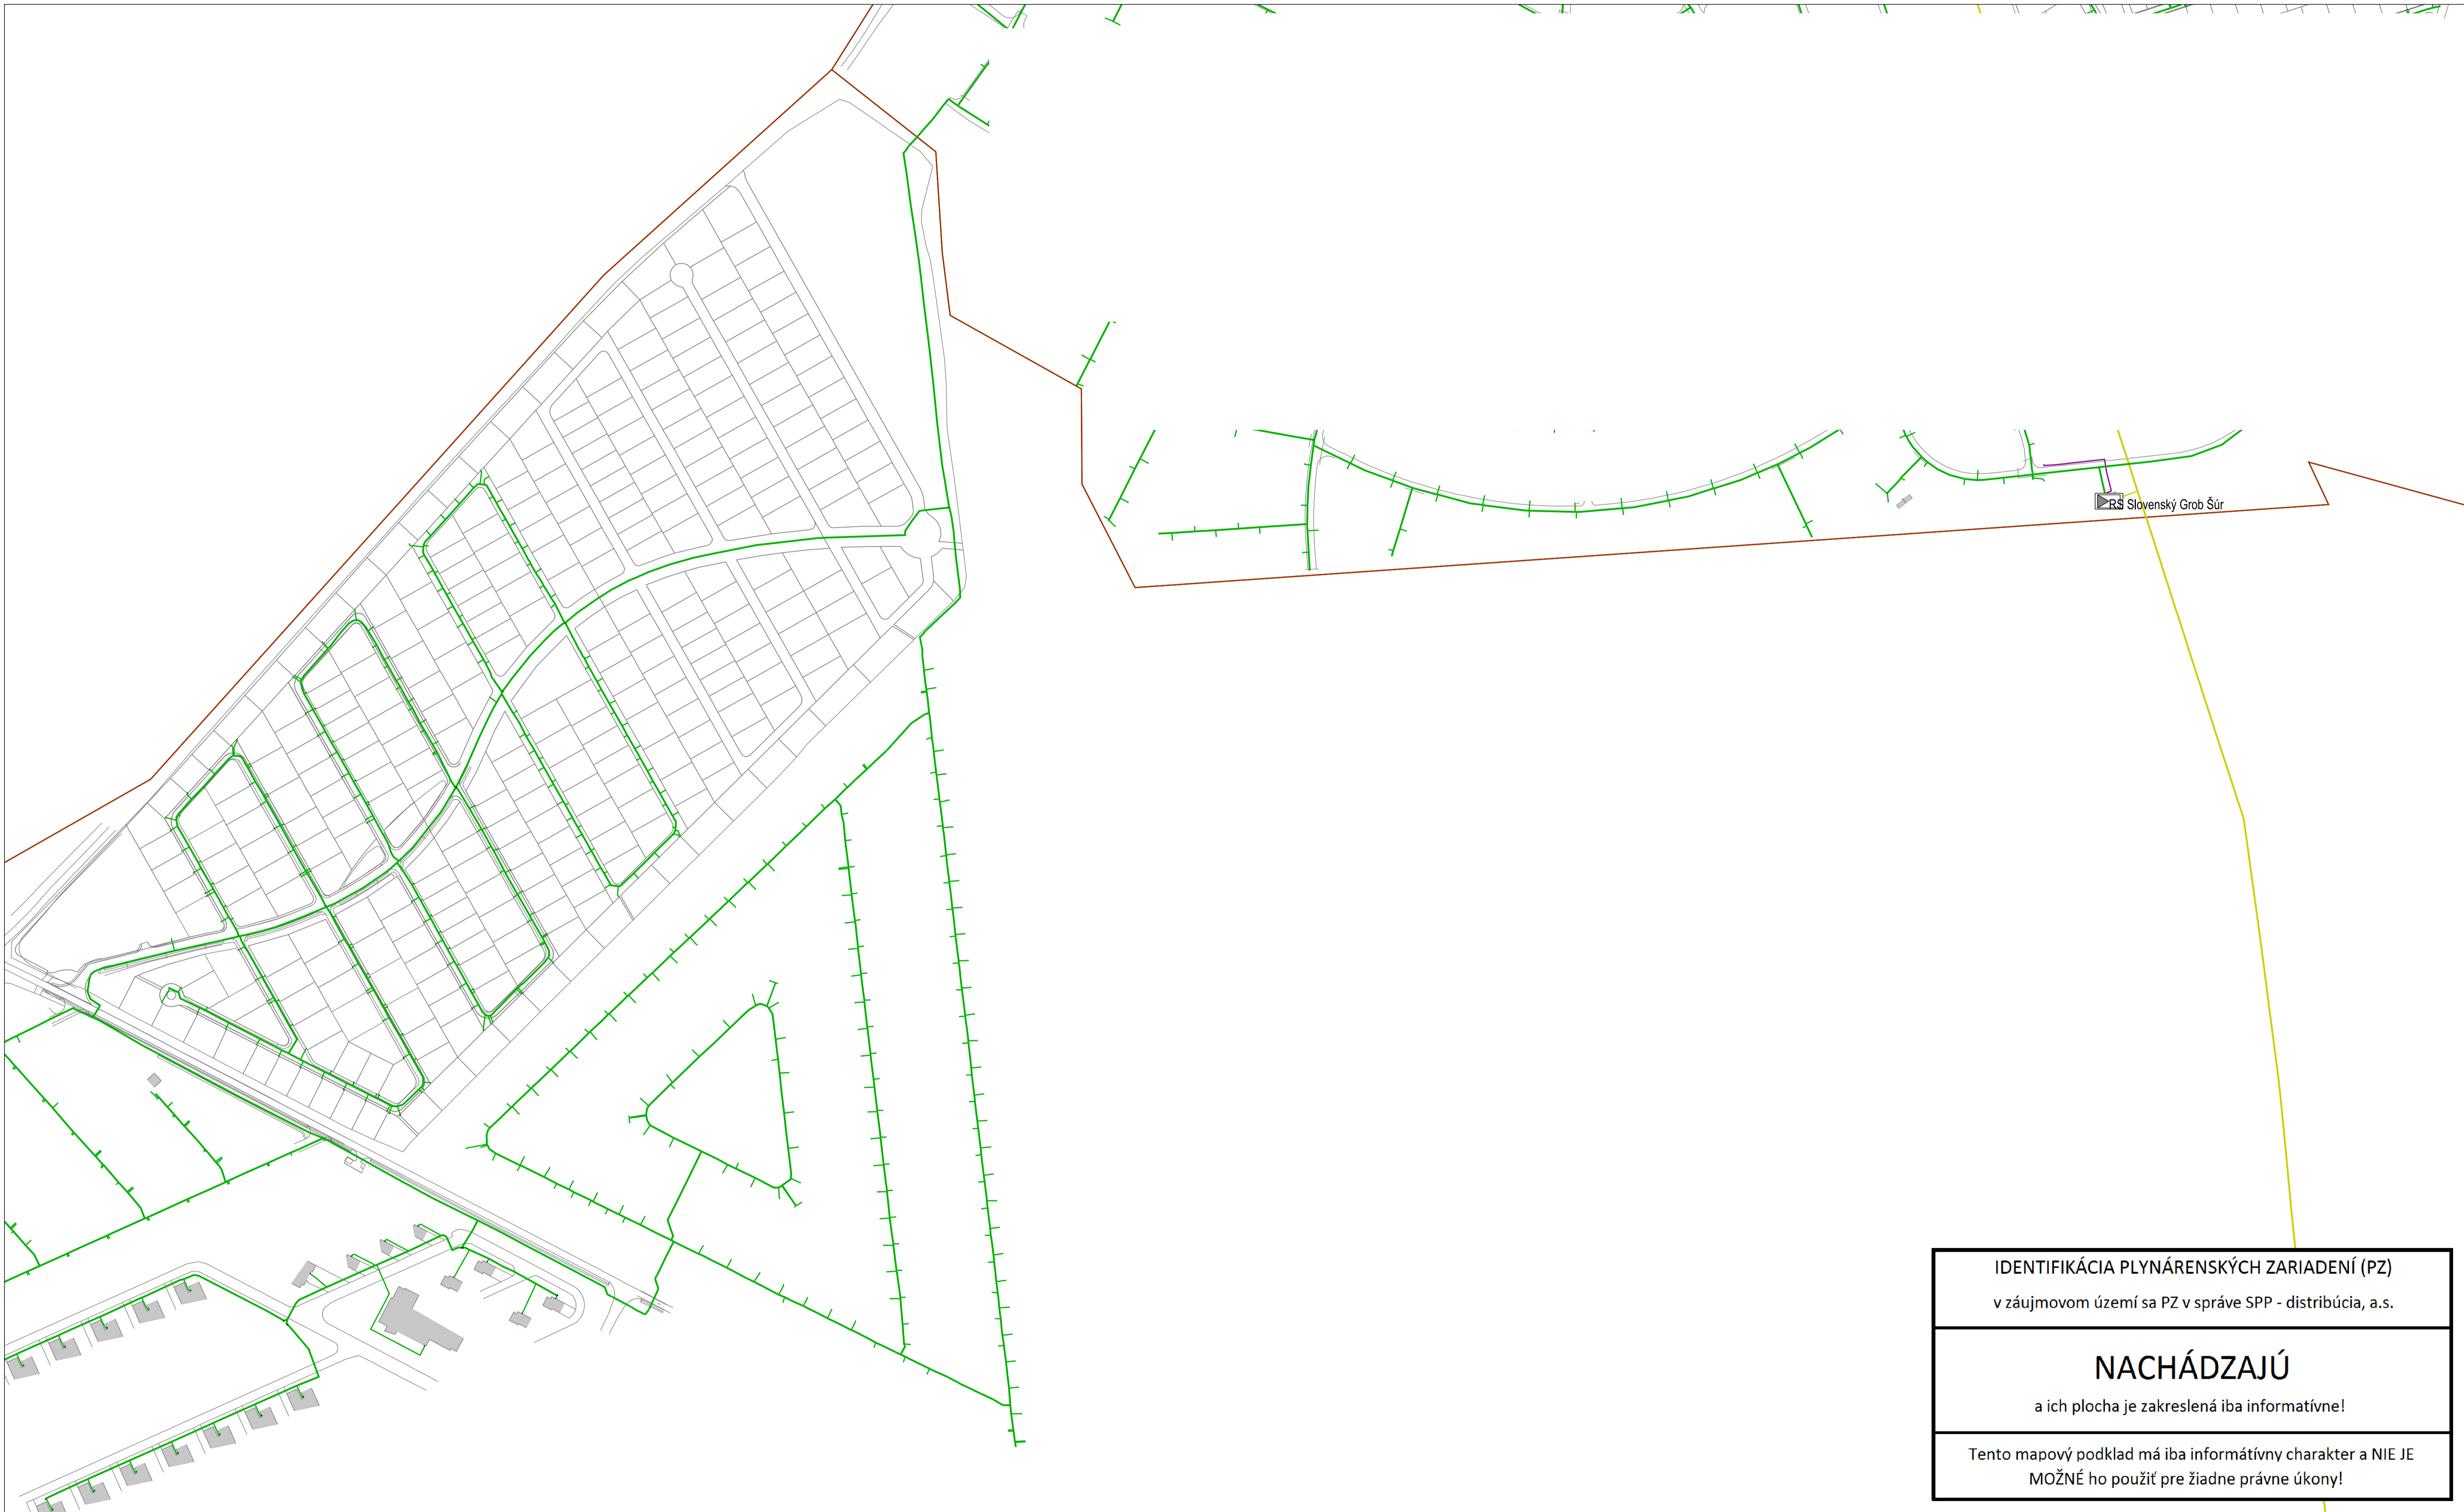 RS Slovenský Grob Šúr
IDENTIFIKÁCIA PLYNÁRENSKÝCH ZARIADENÍ (PZ)
v záujmovom území sa PZ v správe SPP - distribúcia, a.s.
NACHÁDZAJÚ
a ich plocha je zakreslená iba informatívne!
Tento mapový podklad má iba informátívny charakter a NIE JE
MOŽNÉ ho použiť pre žiadne právne úkony!